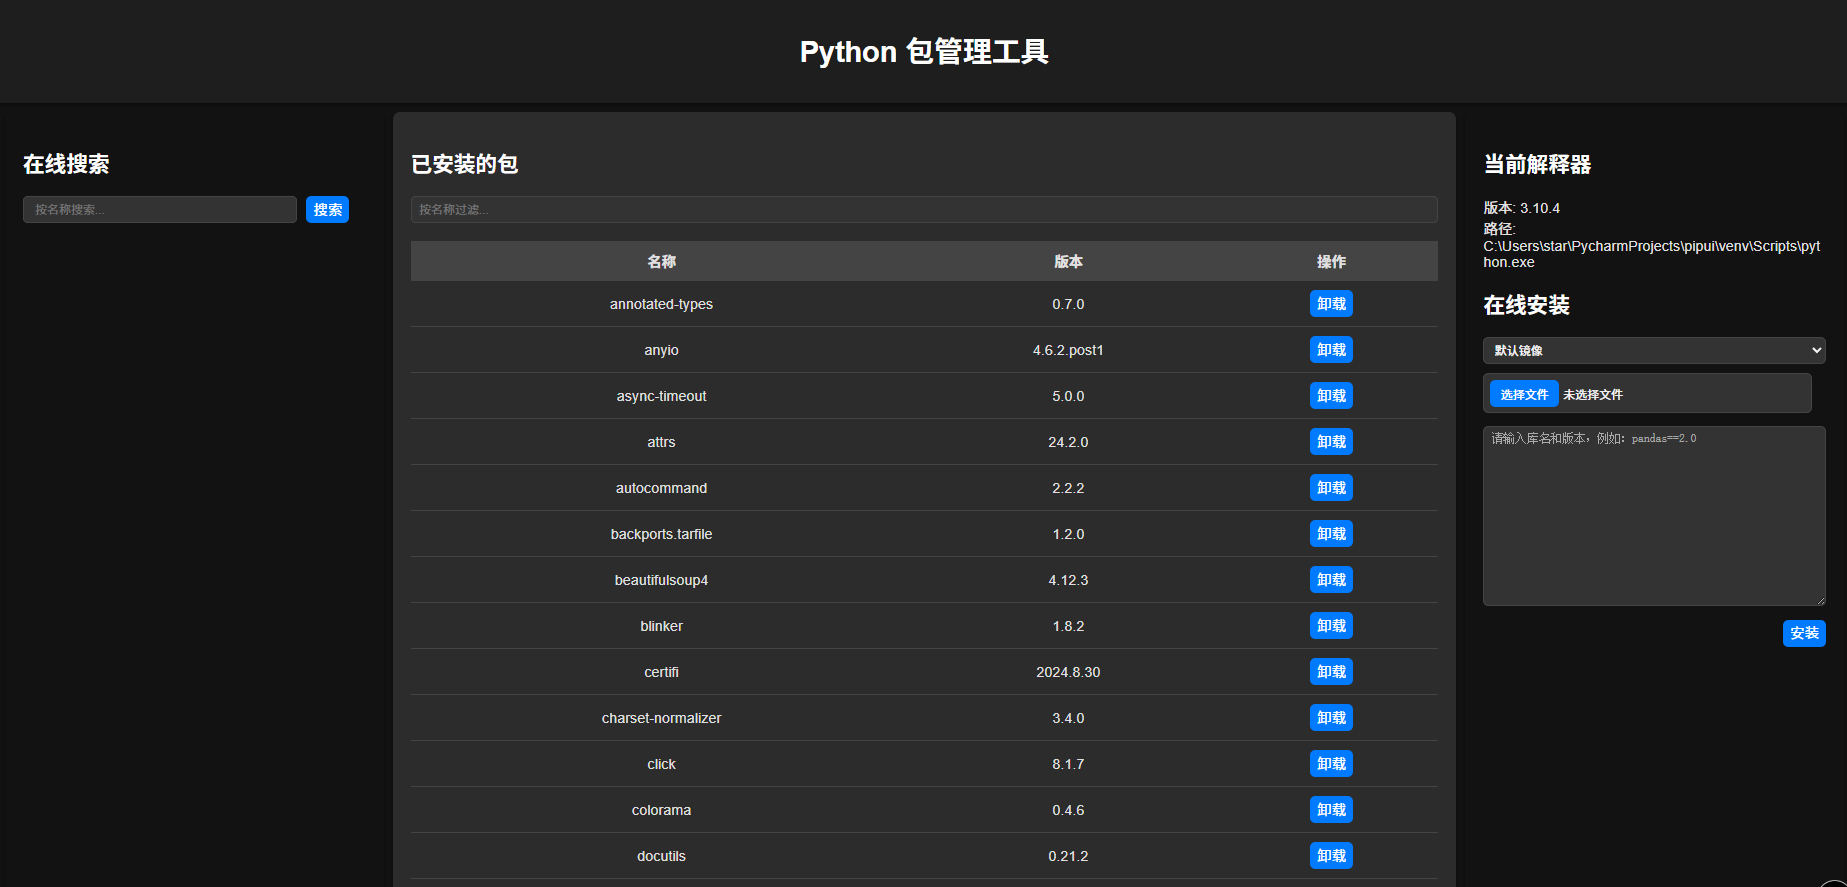 Python 包管理工具
在线搜索
按名称搜索...
搜索
已安装的包
按名称过滤...
名称 版本 操作
annotated-types 0.7.0 卸载
anyio 4.6.2.post1 卸载
async-timeout 5.0.0 卸载
attrs 24.2.0 卸载
autocommand 2.2.2 卸载
backports.tarfile 1.2.0 卸载
beautifulsoup4 4.12.3 卸载
blinker 1.8.2 卸载
certifi 2024.8.30 卸载
charset-normalizer 3.4.0 卸载
click 8.1.7 卸载
colorama 0.4.6 卸载
docutils 0.21.2 卸载
当前解释器
版本: 3.10.4
路径:
C:\Users\star\PycharmProjects\pipui\venv\Scripts\pyt
hon.exe
在线安装
默认镜像
选择文件 未选择文件
请输入库名和版本，例如：pandas==2.0
安装